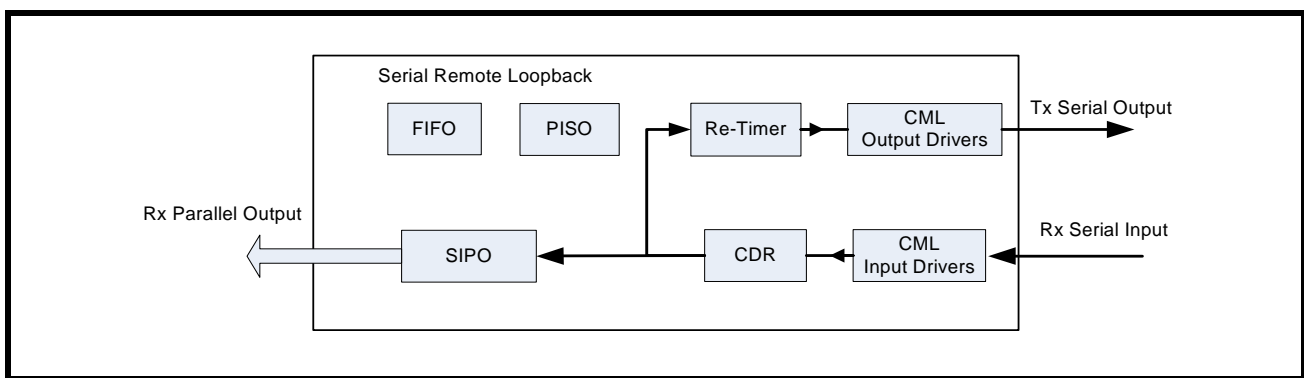 Serial Remote Loopback
FIFO
PISO
Re-Timer
CML
Output Drivers
Tx Serial Output
Rx Parallel Output
SIPO
CDR
CML
Input Drivers
Rx Serial Input